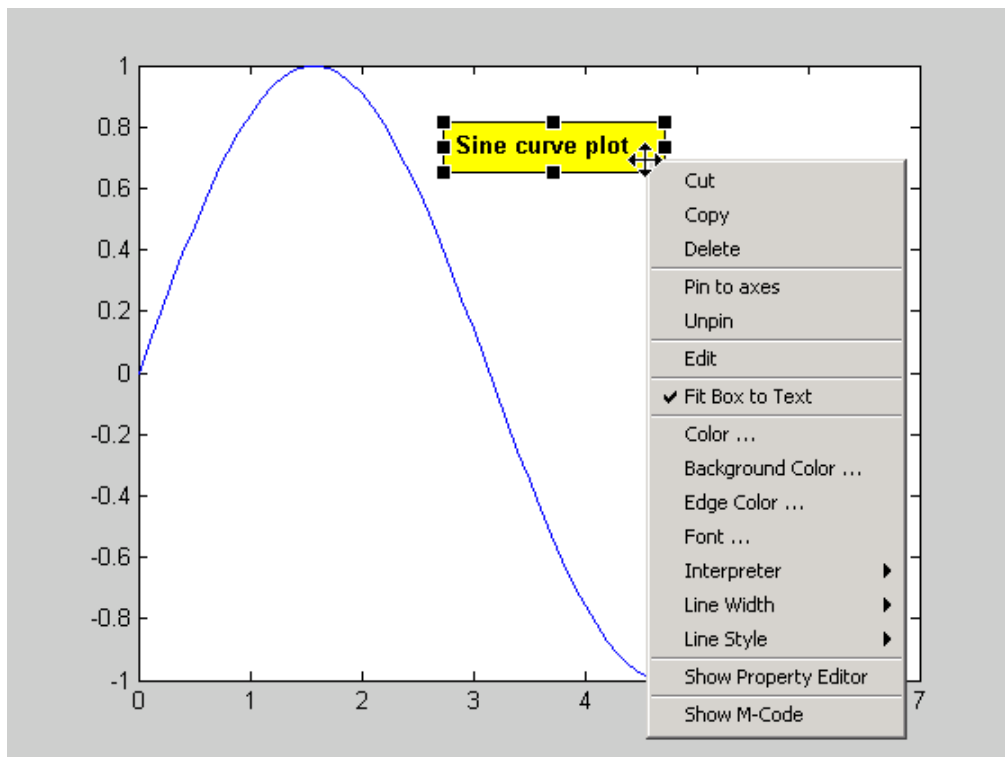 1
0.8
0.6
0.4
0.2
0
-0.2
-0.4
-0.6
-0.8
-1
0 1 2 3 4 7
Sine curve plot
Cut
Copy
Delete
Pin to axes
Unpin
Edit
Fit Box to Text
Color ...
Background Color ...
Edge Color ...
Font ...
Interpreter
Line Width
Line Style
Show Property Editor
Show M-Code